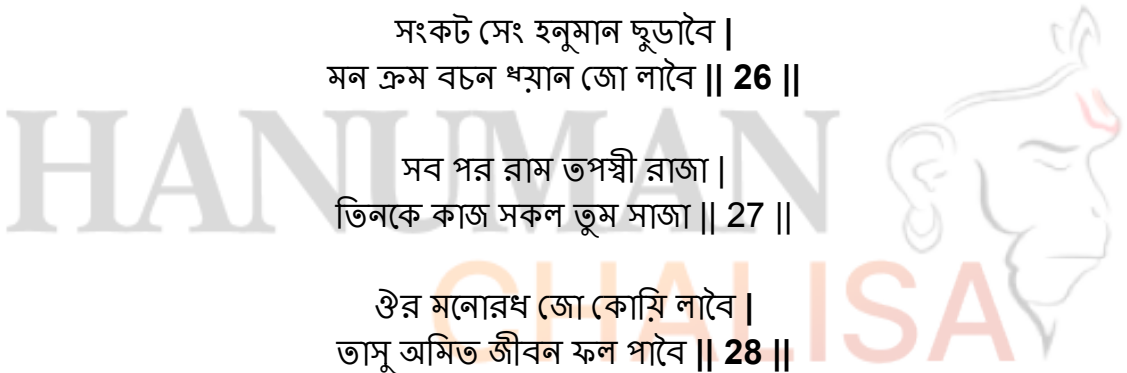 সংকট সেং হনুমান ছুডাবৈ |
মন ক্রম বচন ধ্য়ান জো লাবৈ || 26 ||
HANUMAN
সব পর রাম তপস্বী রাজা |
তিনকে কাজ সকল তুম সাজা || 27 ||
CHALISA
ঔর মনোরধ জো কোয়ি লাবৈ |
তাসু অমিত জীবন ফল পাবৈ || 28 ||